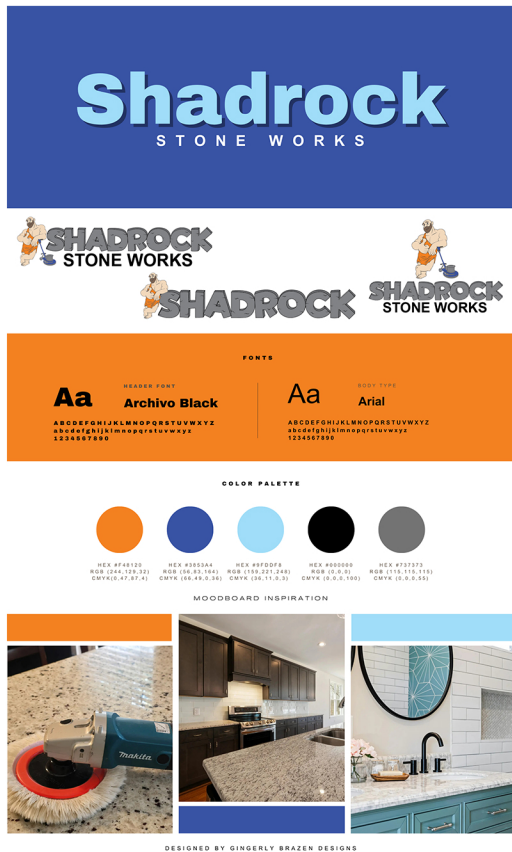 Shadrock
STONE WORKS
SHADROCK
STONE WORKS
SHADROCK
SHADROCK
STONE WORKS
FONTS
Aa
HEADER FONT
Archivo Black
ABCDEFGHIJKLMNOPQRSTUVWXYZ
abcdefghijklmnopqrstuvwxyz
1234567890
Aa
BODY TYPE
Arial
ABCDEFGHIJKLMNOPQRSTUVWXYZ
abcdefghijklmnopqrstuvwxyz
1234567890
COLOR PALETTE
HEX #F48120
RGB (244,129,32)
CMYK(0,47,87,4)
HEX #3853A4
RGB (56,83,164)
CMYK (66,49,0,36)
HEX #9FDDF8
RGB (159,221,248)
CMYK (36,11,0,3)
HEX #000000
RGB (0,0,0)
CMYK (0,0,0,100)
HEX #737373
RGB (115,115,115)
CMYK (0,0,0,55)
MOODBOARD INSPIRATION
makita
DESIGNED BY GINGERLY BRAZEN DESIGNS